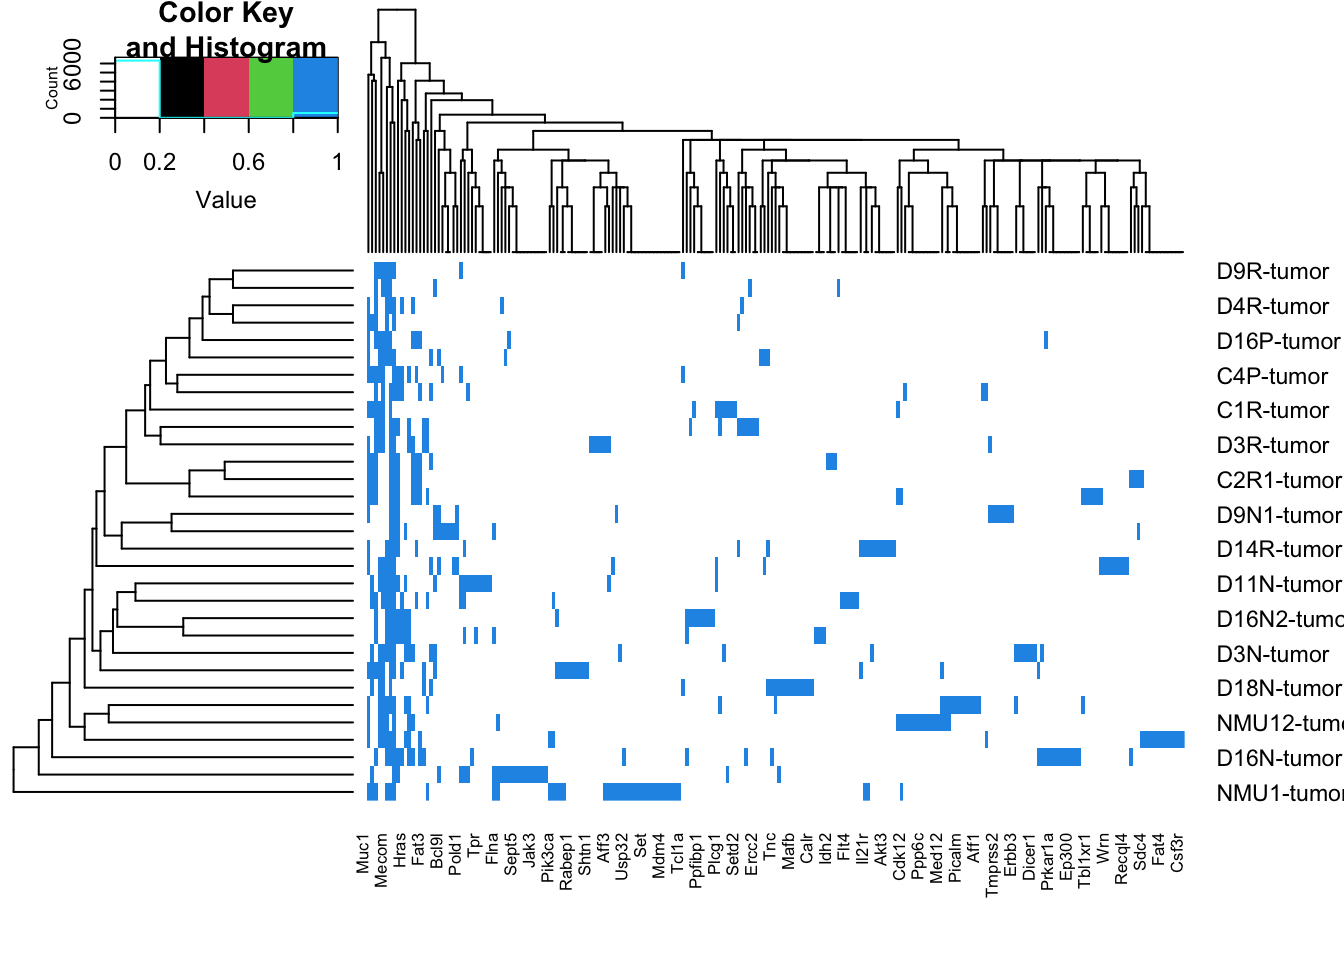 Color Key
and Histogram
Count
0 6000
0 0.2 0.6 1
Value
D9R-tumor
D4R-tumor
D16P-tumor
C4P-tumor
C1R-tumor
D3R-tumor
C2R1-tumor
D9N1-tumor
D14R-tumor
D11N-tumor
D16N2-tumo
D3N-tumor
D18N-tumor
NMU12-tumo
D16N-tumor
NMU1-tumor
Muc1
Mecom
Hras
Fat3
Bcl9l
Pold1
Tpr
Flna
Sept5
Jak3
Pik3ca
Rabep1
Shtn1
Aff3
Usp32
Set
Mdm4
Tcl1a
Ppfibp1
Plcg1
Setd2
Ercc2
Tnc
Mafb
Calr
Idh2
Flt4
Il21r
Akt3
Cdk12
Ppp6c
Med12
Picalm
Aff1
Tmprss2
Erbb3
Dicer1
Prkar1a
Ep300
Tbl1xr1
Wrn
Recql4
Sdc4
Fat4
Csf3r